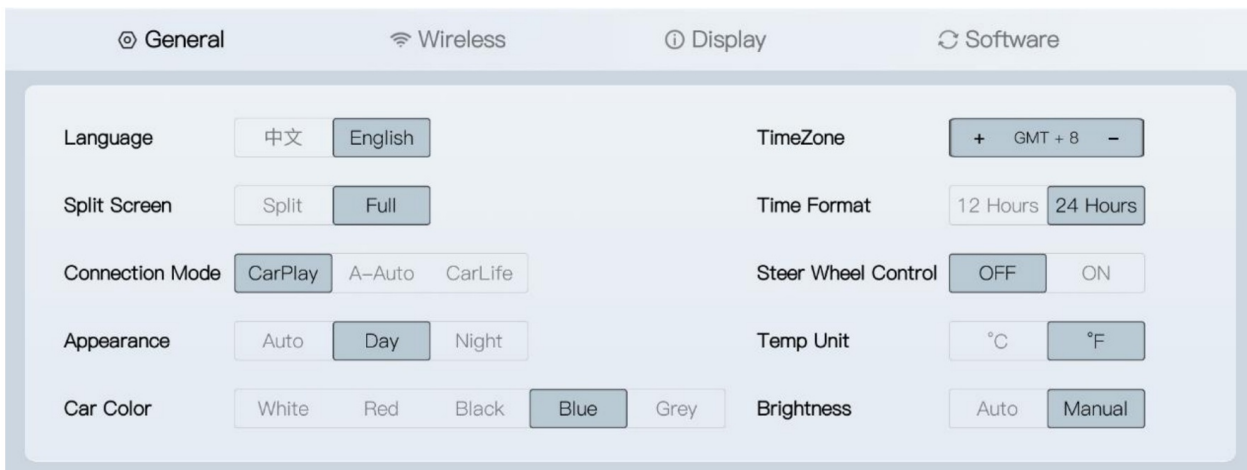 General Wireless Display Software
Language 中文 English TimeZone + GMT + 8 −
Split Screen Split Full Time Format 12 Hours 24 Hours
Connection Mode CarPlay A-Auto CarLife Steer Wheel Control OFF ON
Appearance Auto Day Night Temp Unit °C °F
Car Color White Red Black Blue Grey Brightness Auto Manual